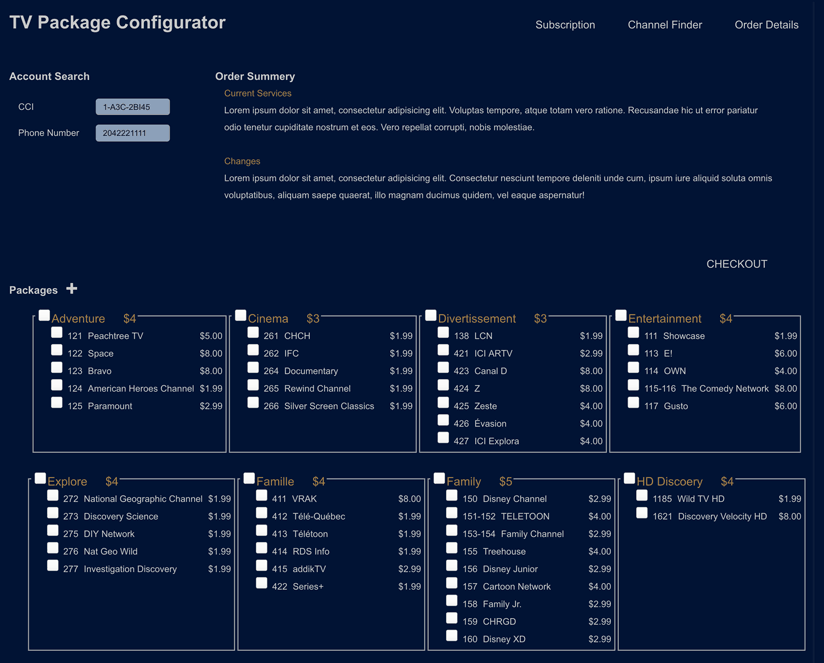 TV Package Configurator
Subscription Channel Finder Order Details
Account Search
CCI 1-A3C-2BI45
Phone Number 2042221111
Order Summery
Current Services
Lorem ipsum dolor sit amet, consectetur adipisicing elit. Voluptas tempore, atque totam vero ratione. Recusandae hic ut error pariatur
odio tenetur cupiditate nostrum et eos. Vero repellat corrupti, nobis molestiae.
Changes
Lorem ipsum dolor sit amet, consectetur adipisicing elit. Consectetur nesciunt tempore deleniti unde cum, ipsum iure aliquid soluta omnis
voluptatibus, aliquam saepe quaerat, illo magnam ducimus quidem, vel eaque aspernatur!
CHECKOUT
Packages
Adventure $4
121 Peachtree TV $5.00
122 Space $8.00
123 Bravo $8.00
124 American Heroes Channel $1.99
125 Paramount $2.99
Cinema $3
261 CHCH $1.99
262 IFC $1.99
264 Documentary $1.99
265 Rewind Channel $1.99
266 Silver Screen Classics $1.99
Divertissement $3
138 LCN $1.99
421 ICI ARTV $2.99
423 Canal D $8.00
424 Z $8.00
425 Zeste $4.00
426 Évasion $4.00
427 ICI Explora $4.00
Entertainment $4
111 Showcase $1.99
113 E! $6.00
114 OWN $4.00
115-116 The Comedy Network $8.00
117 Gusto $6.00
Explore $4
272 National Geographic Channel $1.99
273 Discovery Science $1.99
275 DIY Network $1.99
276 Nat Geo Wild $1.99
277 Investigation Discovery $1.99
Famille $4
411 VRAK $8.00
412 Télé-Québec $1.99
413 Télétoon $1.99
414 RDS Info $1.99
415 addikTV $2.99
422 Series+ $1.99
Family $5
150 Disney Channel $2.99
151-152 TELETOON $4.00
153-154 Family Channel $2.99
155 Treehouse $4.00
156 Disney Junior $2.99
157 Cartoon Network $4.00
158 Family Jr. $2.99
159 CHRGD $2.99
160 Disney XD $2.99
HD Discoery $4
1185 Wild TV HD $1.99
1621 Discovery Velocity HD $8.00